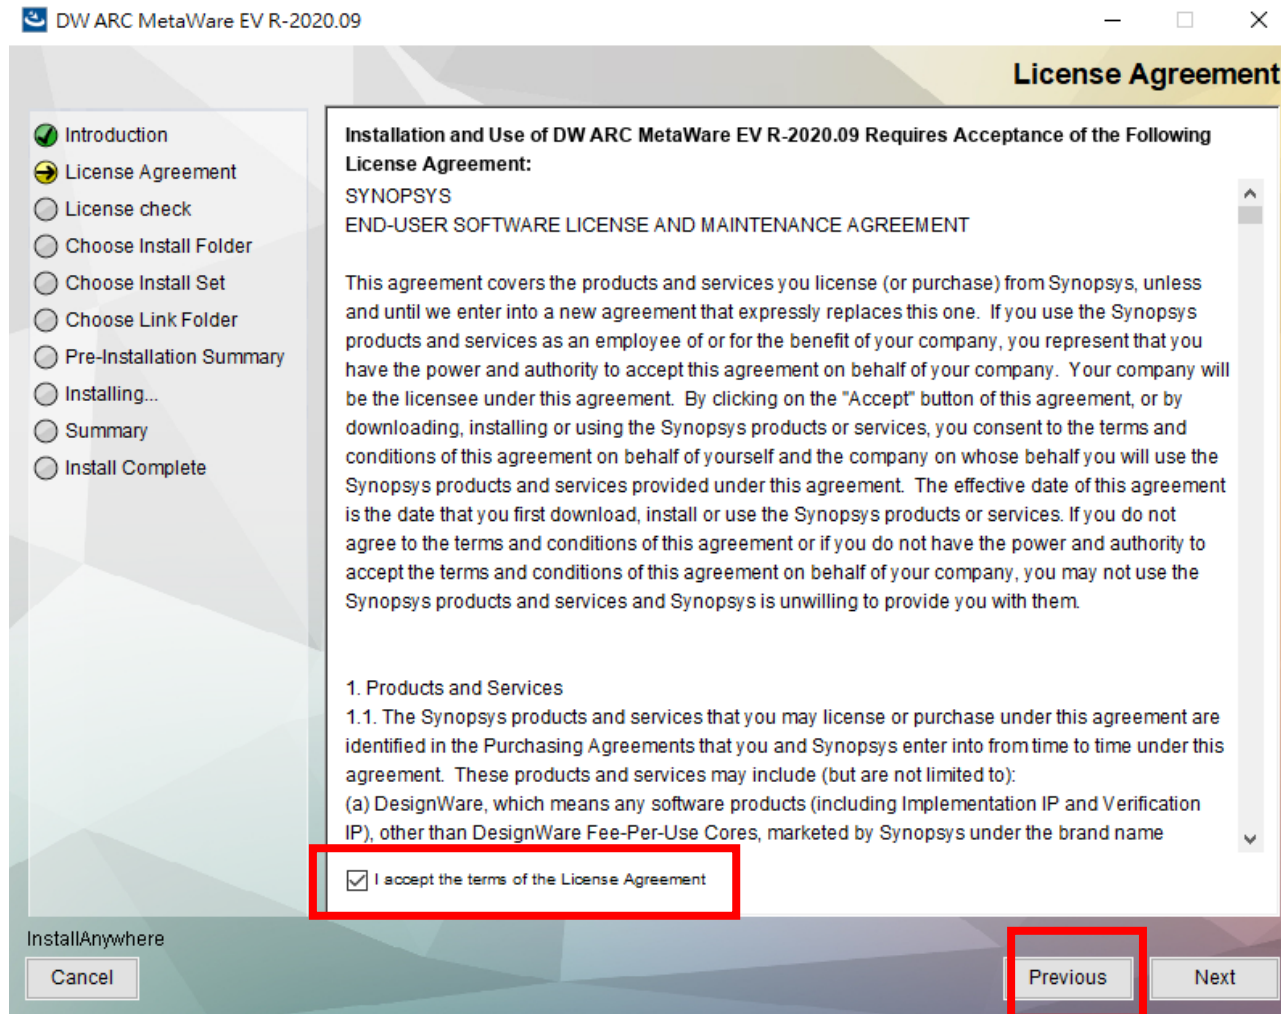 DW ARC MetaWare EV R-2020.09
License Agreement
Introduction
License Agreement
License check
Choose Install Folder
Choose Install Set
Choose Link Folder
Pre-Installation Summary
Installing...
Summary
Install Complete
Installation and Use of DW ARC MetaWare EV R-2020.09 Requires Acceptance of the Following
License Agreement:
SYNOPSYS
END-USER SOFTWARE LICENSE AND MAINTENANCE AGREEMENT
This agreement covers the products and services you license (or purchase) from Synopsys, unless
and until we enter into a new agreement that expressly replaces this one.  If you use the Synopsys
products and services as an employee of or for the benefit of your company, you represent that you
have the power and authority to accept this agreement on behalf of your company.  Your company will
be the licensee under this agreement.  By clicking on the "Accept" button of this agreement, or by
downloading, installing or using the Synopsys products or services, you consent to the terms and
conditions of this agreement on behalf of yourself and the company on whose behalf you will use the
Synopsys products and services provided under this agreement.  The effective date of this agreement
is the date that you first download, install or use the Synopsys products or services. If you do not
agree to the terms and conditions of this agreement or if you do not have the power and authority to
accept the terms and conditions of this agreement on behalf of your company, you may not use the
Synopsys products and services and Synopsys is unwilling to provide you with them.
1. Products and Services
1.1. The Synopsys products and services that you may license or purchase under this agreement are
identified in the Purchasing Agreements that you and Synopsys enter into from time to time under this
agreement.  These products and services may include (but are not limited to):
(a) DesignWare, which means any software products (including Implementation IP and Verification
IP), other than DesignWare Fee-Per-Use Cores, marketed by Synopsys under the brand name
I accept the terms of the License Agreement
InstallAnywhere
Cancel
Previous
Next